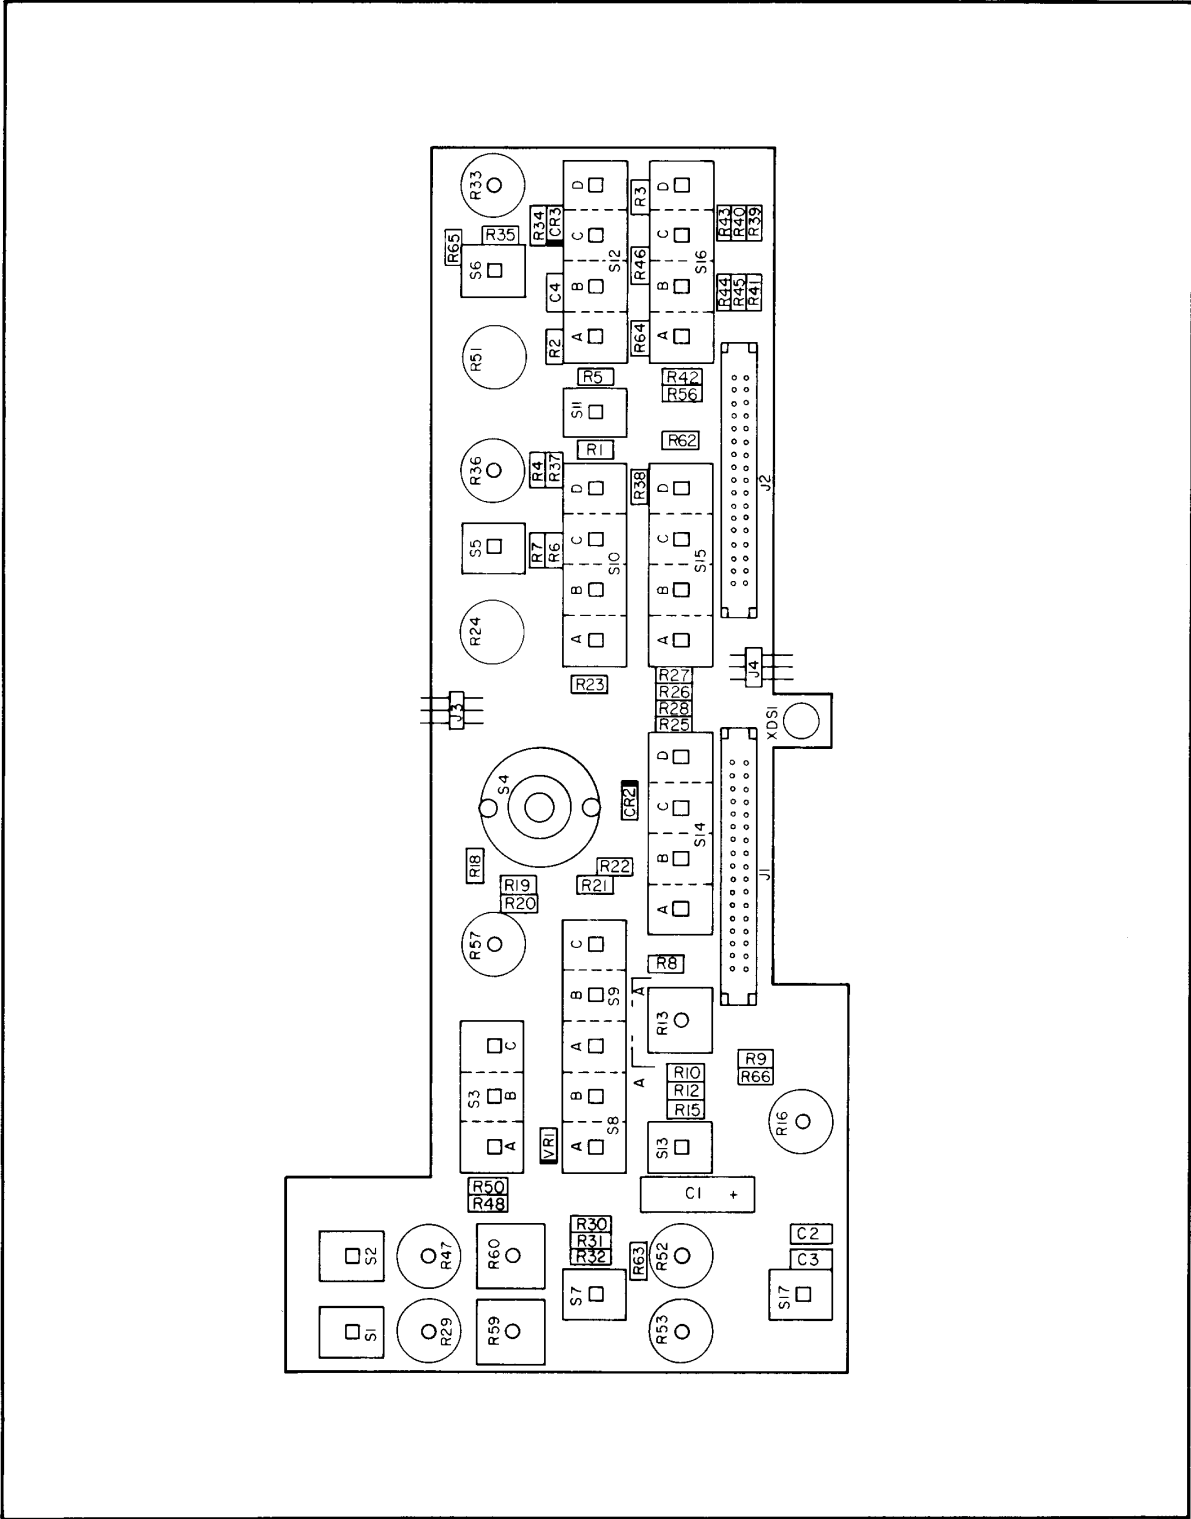 R33
D
D
R3
R34
CR3
R43
R40
R39
R65
R35
C
C
S6
S12
S16
R46
C4
B
B
R44
R45
R41
R51
R2
A
R64
A
R5
R42
R56
S11
R1
R62
R36
R4
R37
D
R38
D
J2
S5
R7
R6
C
C
S10
S15
B
B
R24
A
A
J4
R23
R27
R26
R28
R25
J3
XDS1
S4
D
CR2
C
S14
B
R18
R22
R19
R21
R20
J1
A
R57
C
R8
B
S9
A
R13
C
A
R9
R66
R10
R12
R15
A
S3
B
B
S8
R16
A
VR1
A
S13
R50
R48
C1 +
R30
R31
R32
C2
S2
R47
R60
R63
R52
C3
S7
S17
S1
R29
R59
R53